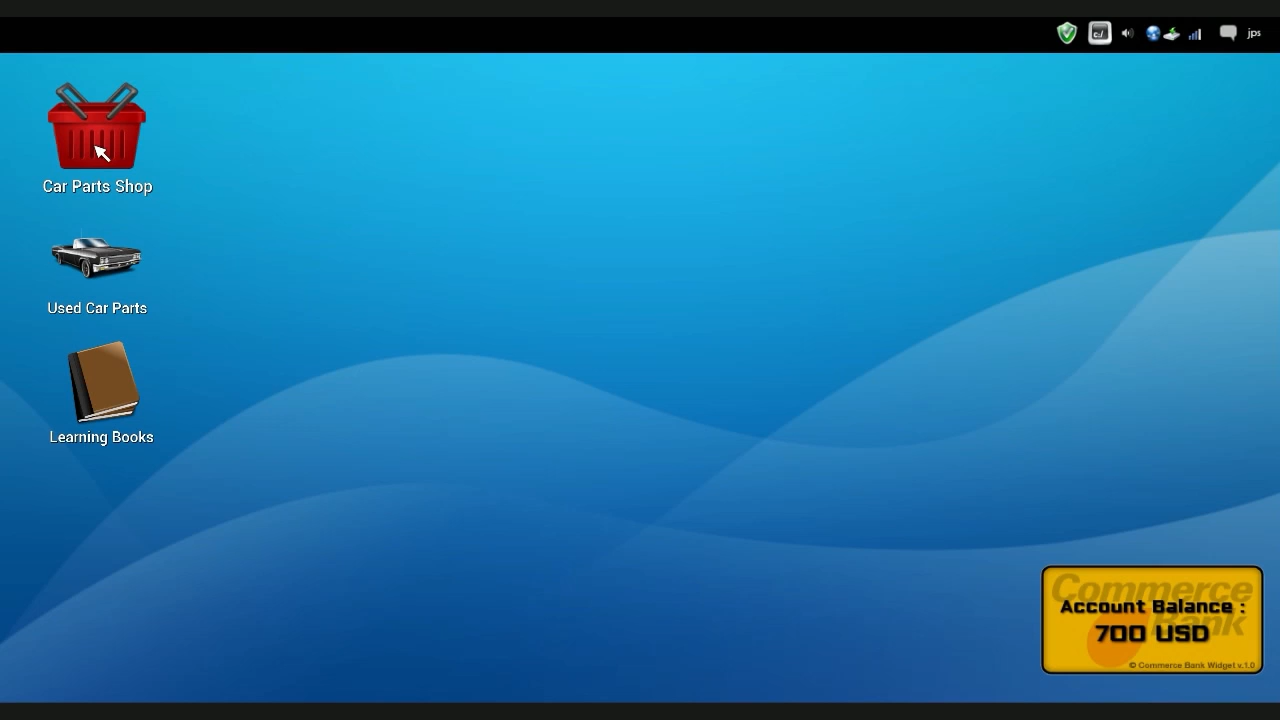 c:/
jps
Car Parts Shop
Used Car Parts
Learning Books
Commerce
Bank
Account Balance :
700 USD
© Commerce Bank Widget v.1.0